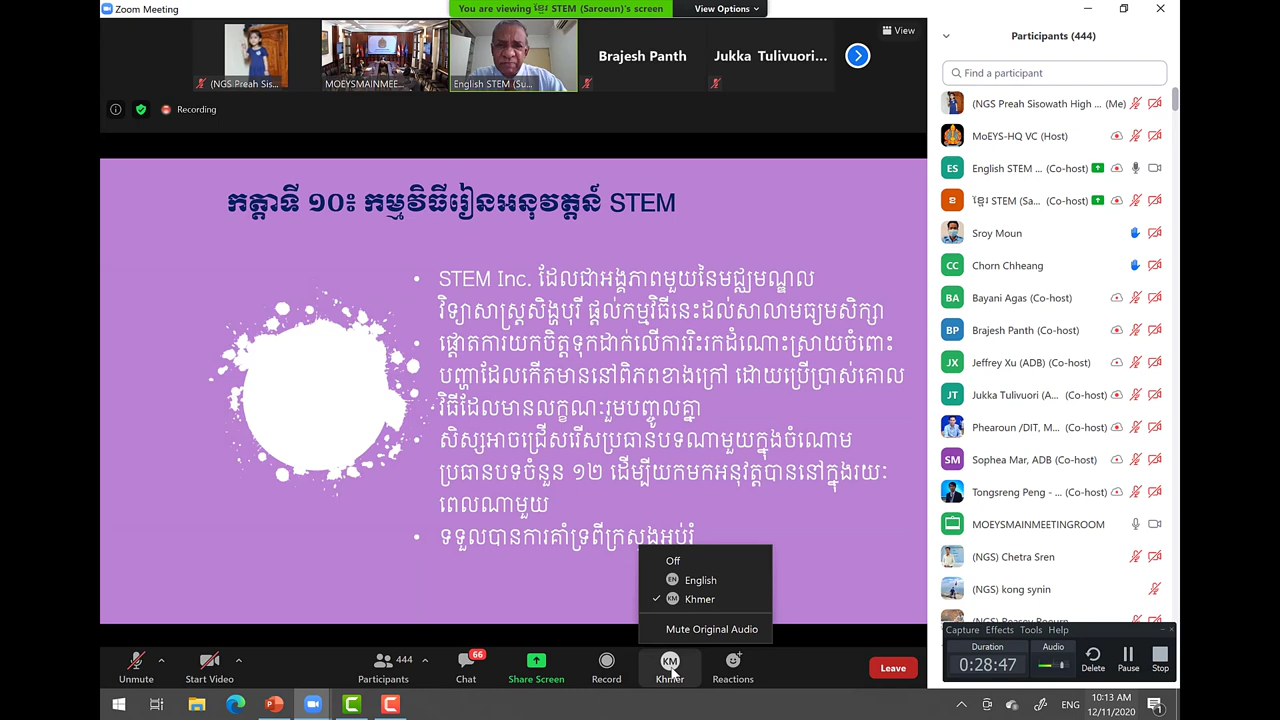 Zoom Meeting
You are viewing ខ្មែរ STEM (Saroeun)'s screen
View Options
(NGS Preah Sis...
MOEYSMAINMEE...
English STEM (Su...
Brajesh Panth
Jukka Tulivuori...
View
Recording
កត្តាទី ១០៖ កម្មវិធីរៀនអនុវត្តន៍ STEM
• STEM Inc. ដែលជាអង្គភាពមួយនៃមជ្ឈមណ្ឌល
វិទ្យាសាស្ត្រសិង្ហបុរី ផ្តល់កម្មវិធីនេះដល់សាលាមធ្យមសិក្សា
• ផ្តោតការយកចិត្តទុកដាក់លើការរិះរកដំណោះស្រាយចំពោះ
បញ្ហាដែលកើតមាននៅពិភពខាងក្រៅ ដោយប្រើប្រាស់គោល
វិធីដែលមានលក្ខណៈរួមបញ្ចូលគ្នា
• សិស្សអាចជ្រើសរើសប្រធានបទណាមួយក្នុងចំណោម
ប្រធានបទចំនួន ១២ ដើម្បីយកមកអនុវត្តបាននៅក្នុងរយៈ
ពេលណាមួយ
• ទទួលបានការគាំទ្រពីក្រសួងអប់រំ
Off
EN English
KM Khmer
Mute Original Audio
Unmute
Start Video
444
Participants
66
Chat
Share Screen
Record
KM
Khmer
Reactions
Leave
Participants (444)
Find a participant
(NGS Preah Sisowath High ... (Me)
MoEYS-HQ VC (Host)
ES English STEM ... (Co-host)
ខ ខ្មែរ STEM (Sa... (Co-host)
Sroy Moun
CC Chorn Chheang
BA Bayani Agas (Co-host)
BP Brajesh Panth (Co-host)
JX Jeffrey Xu (ADB) (Co-host)
JT Jukka Tulivuori (A... (Co-host)
Phearoun /DIT, M... (Co-host)
SM Sophea Mar, ADB (Co-host)
Tongsreng Peng - ... (Co-host)
MOEYSMAINMEETINGROOM
(NGS) Chetra Sren
(NGS) kong synin
Capture Effects Tools Help
Duration
0:28:47
Audio
Delete
Pause
Stop
ENG
10:13 AM
12/11/2020
1